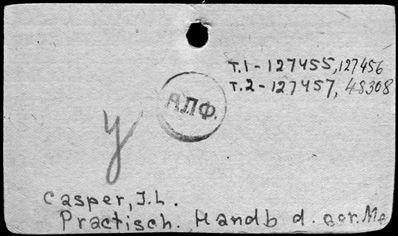 т.1-127455,127456
т.2-127457, 48308
АЛФ.
у
Casper, J. L.
Practisch. Handb d. ger. Me